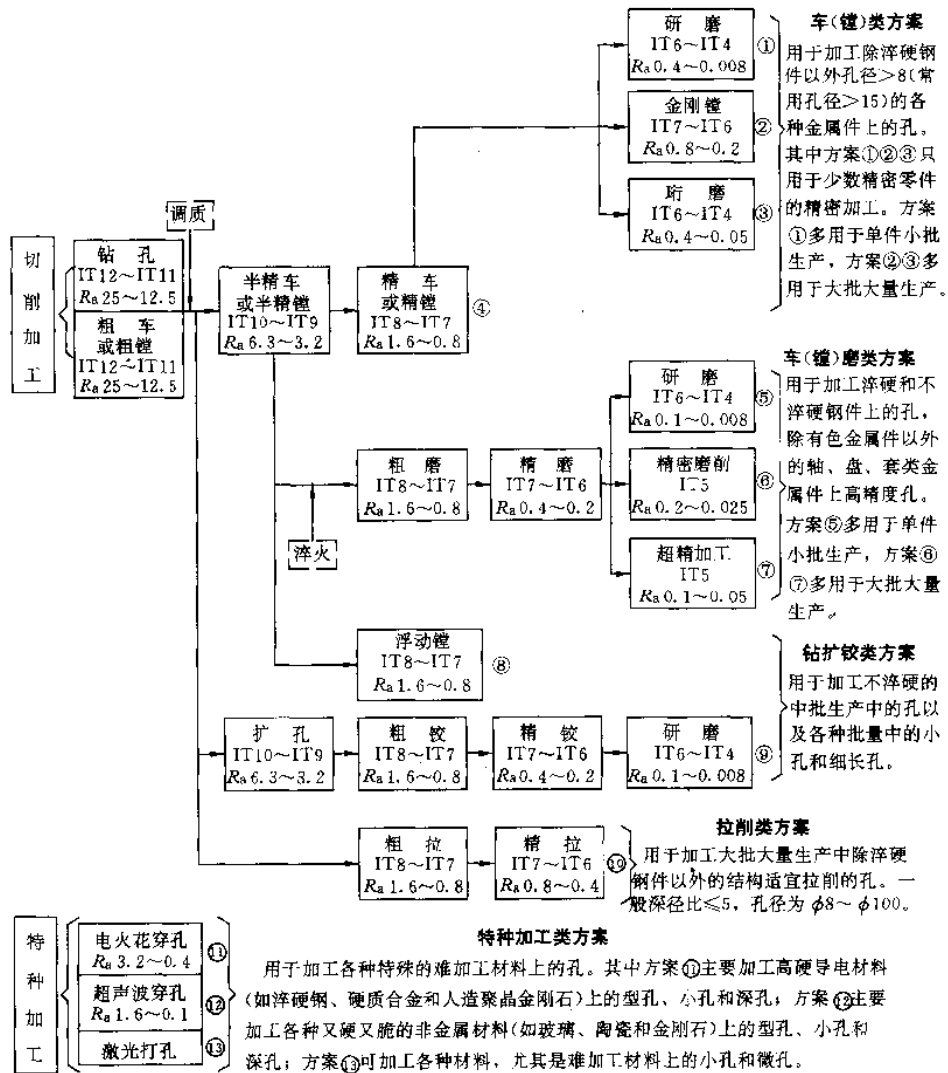 研 磨
IT6～IT4
Ra 0.4～0.008
①
金刚镗
IT7～IT6
Ra 0.8～0.2
②
珩 磨
IT6～IT4
Ra 0.4～0.05
③
车(镗)类方案
用于加工除淬硬钢
件以外孔径>8(常
用孔径>15)的各
种金属件上的孔。
其中方案①②③只
用于少数精密零件
的精密加工。方案
①多用于单件小批
生产，方案②③多
用于大批大量生产。
调质
切削加工
钻 孔
IT12～IT11
Ra 25～12.5
粗 车
或粗镗
IT12～IT11
Ra 25～12.5
半精车
或半精镗
IT10～IT9
Ra 6.3～3.2
精 车
或精镗
IT8～IT7
Ra 1.6～0.8
④
粗 磨
IT8～IT7
Ra 1.6～0.8
精 磨
IT7～IT6
Ra 0.4～0.2
淬火
研 磨
IT6～IT4
Ra 0.1～0.008
⑤
精密磨削
IT5
Ra 0.2～0.025
⑥
超精加工
IT5
Ra 0.1～0.05
⑦
车(镗)磨类方案
用于加工淬硬和不
淬硬钢件上的孔，
除有色金属件以外
的轴、盘、套类金
属件上高精度孔。
方案⑤多用于单件
小批生产，方案⑥
⑦多用于大批大量
生产。
浮动镗
IT8～IT7
Ra 1.6～0.8
⑧
扩 孔
IT10～IT9
Ra 6.3～3.2
粗 铰
IT8～IT7
Ra 1.6～0.8
精 铰
IT7～IT6
Ra 0.4～0.2
研 磨
IT6～IT4
Ra 0.1～0.008
⑨
钻扩铰类方案
用于加工不淬硬的
中批生产中的孔以
及各种批量中的小
孔和细长孔。
粗 拉
IT8～IT7
Ra 1.6～0.8
精 拉
IT7～IT6
Ra 0.8～0.4
⑩
拉削类方案
用于加工大批大量生产中除淬硬
钢件以外的结构适宜拉削的孔。一
般深径比≤5，孔径为 φ8～φ100。
特种加工
电火花穿孔
Ra 3.2～0.4
⑪
超声波穿孔
Ra 1.6～0.1
⑫
激光打孔
⑬
特种加工类方案
用于加工各种特殊的难加工材料上的孔。其中方案⑪主要加工高硬导电材料
(如淬硬钢、硬质合金和人造聚晶金刚石)上的型孔、小孔和深孔；方案⑫主要
加工各种又硬又脆的非金属材料(如玻璃、陶瓷和金刚石)上的型孔、小孔和
深孔；方案⑬可加工各种材料，尤其是难加工材料上的小孔和微孔。